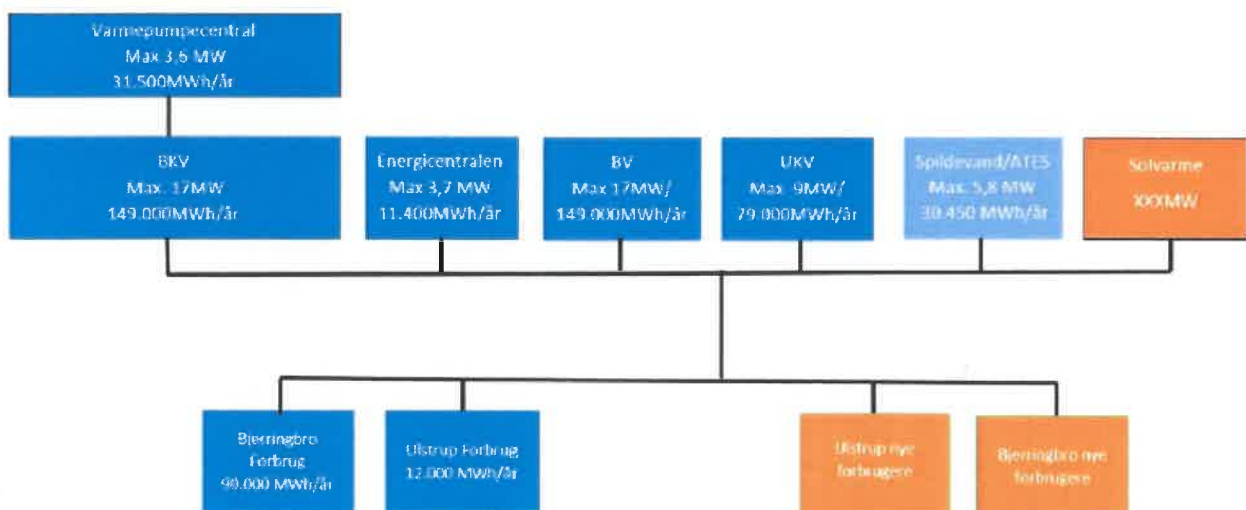 Varmepumpecentral
Max 3,6 MW
31.500MWh/år
BKV
Max. 17MW
149.000MWh/år
Energicentralen
Max 3,7 MW
11.400MWh/år
BV
Max 17MW/
149.000MWh/år
UKV
Max. 9MW/
79.000MWh/år
Spildevand/ATES
Max. 5,8 MW
30.450 MWh/år
Solvarme
XXXMW
Bjerringbro
Forbrug
90.000 MWh/år
Ulstrup Forbrug
12.000 MWh/år
Ulstrup nye
forbrugere
Bjerringbro nye
forbrugere